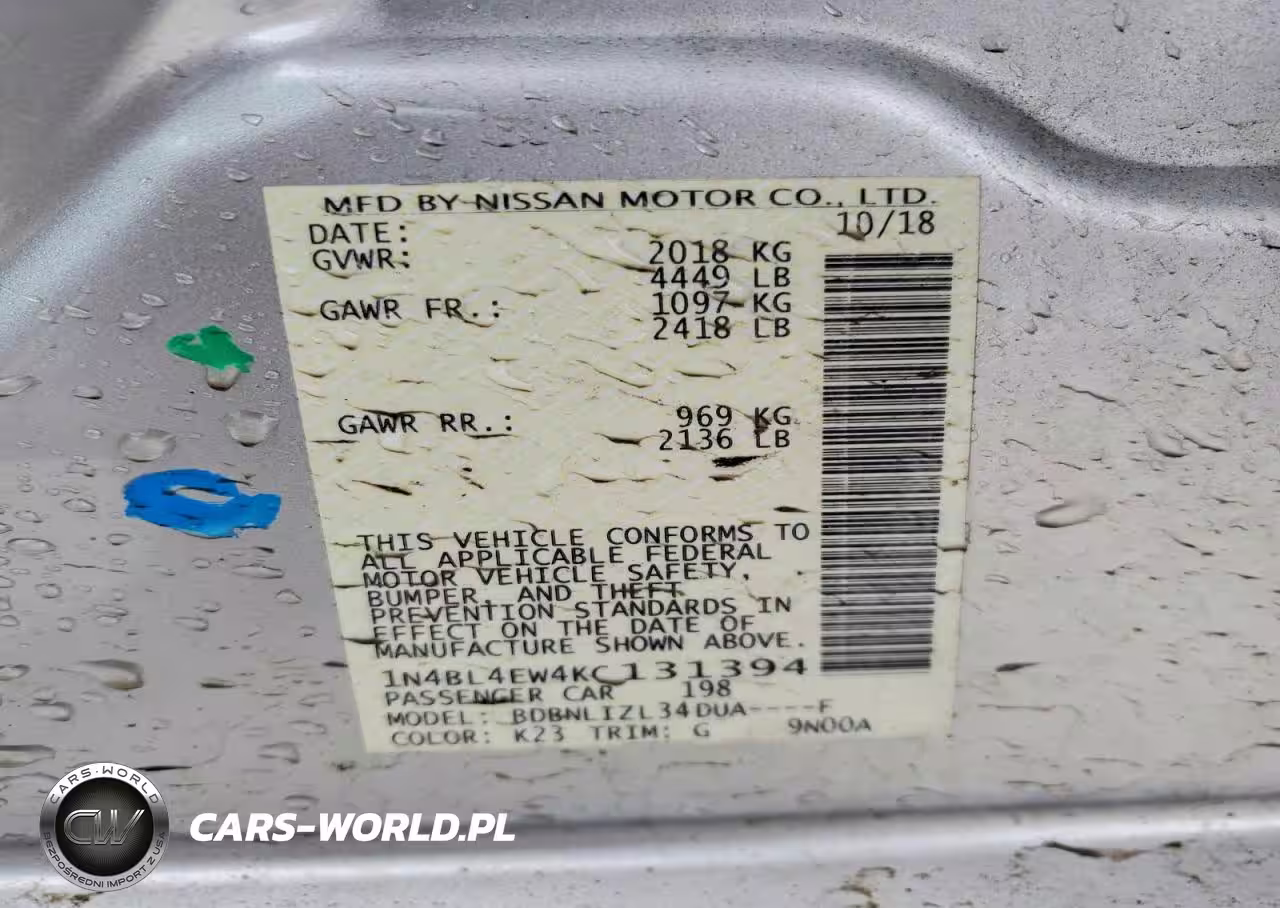 MFD BY NISSAN MOTOR CO., LTD.
DATE: 10/18
GVWR: 2018 KG
4449 LB
GAWR FR.: 1097 KG
2418 LB
GAWR RR.: 969 KG
2136 LB
THIS VEHICLE CONFORMS TO
ALL APPLICABLE FEDERAL
MOTOR VEHICLE SAFETY,
BUMPER, AND THEFT
PREVENTION STANDARDS IN
EFFECT ON THE DATE OF
MANUFACTURE SHOWN ABOVE.
1N4BL4EW4KC131394
PASSENGER CAR 198
MODEL: BDBNLIZL34DUA----F
COLOR: K23 TRIM: G 9N00A
CARS-WORLD
CW
BEZPOŚREDNI IMPORT Z USA
CARS-WORLD.PL